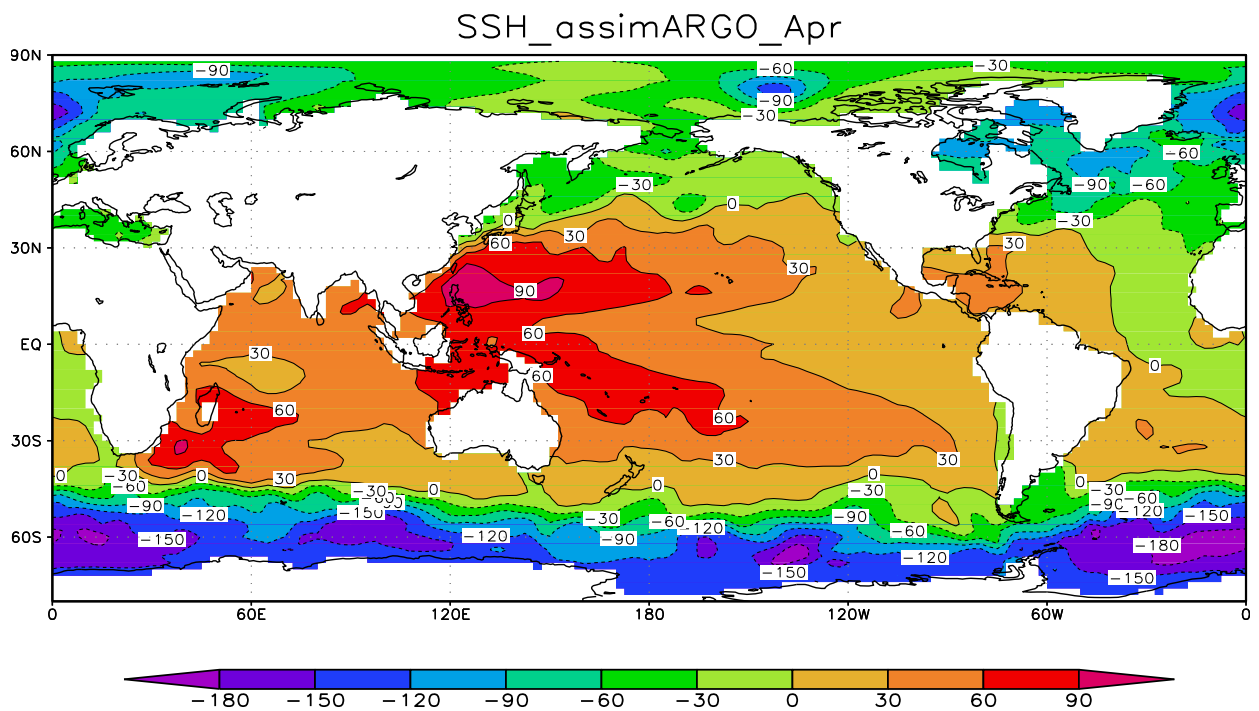 SSH_assimARGO_Apr
90N
-90 -60 -30
-90
-30
60N -60
-30 -90 -60
0 0 -30
30N 60 30 30
30
90
60
EQ 30
60 0
60 60
30S
30 30
0 -30 0 30 0 0
-60 -30 0 0 -30 -30 -60
-90 -150 -30 -60 -90 -90 -120
-120 -120 -60 -150
60S -150 -120 -90 -180
-150 -120 -150
0 60E 120E 180 120W 60W 0
-180 -150 -120 -90 -60 -30 0 30 60 90